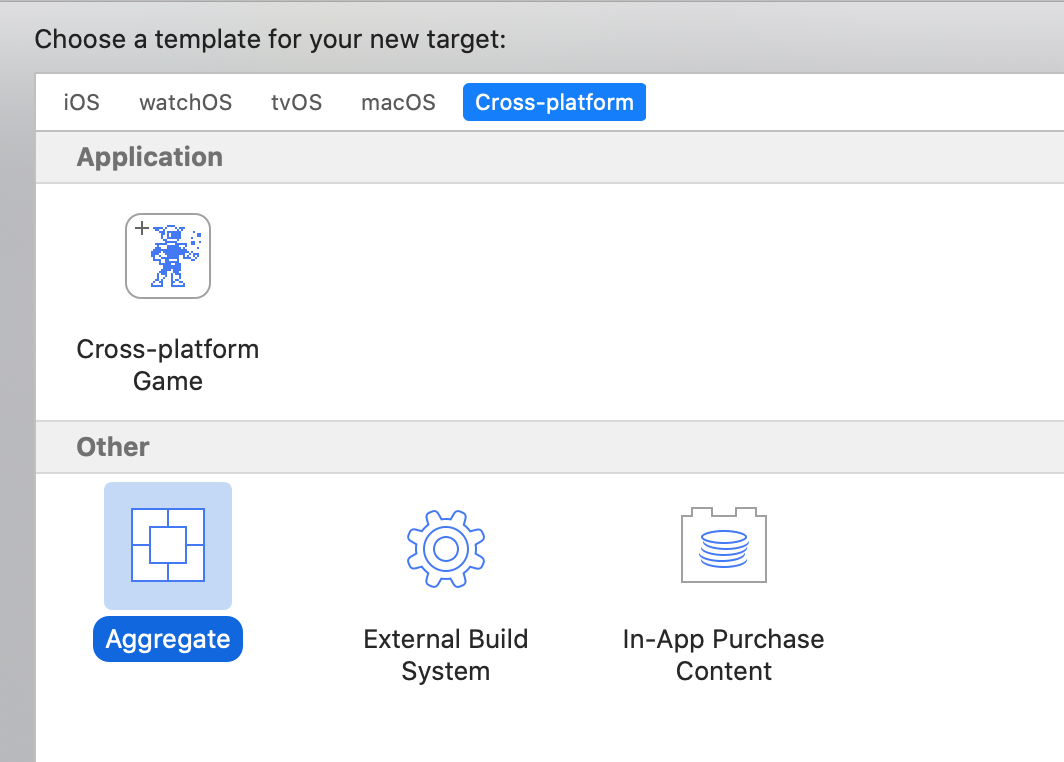 Choose a template for your new target:
iOS watchOS tvOS macOS Cross-platform
Application
Cross-platform
Game
Other
Aggregate
External Build
System
In-App Purchase
Content